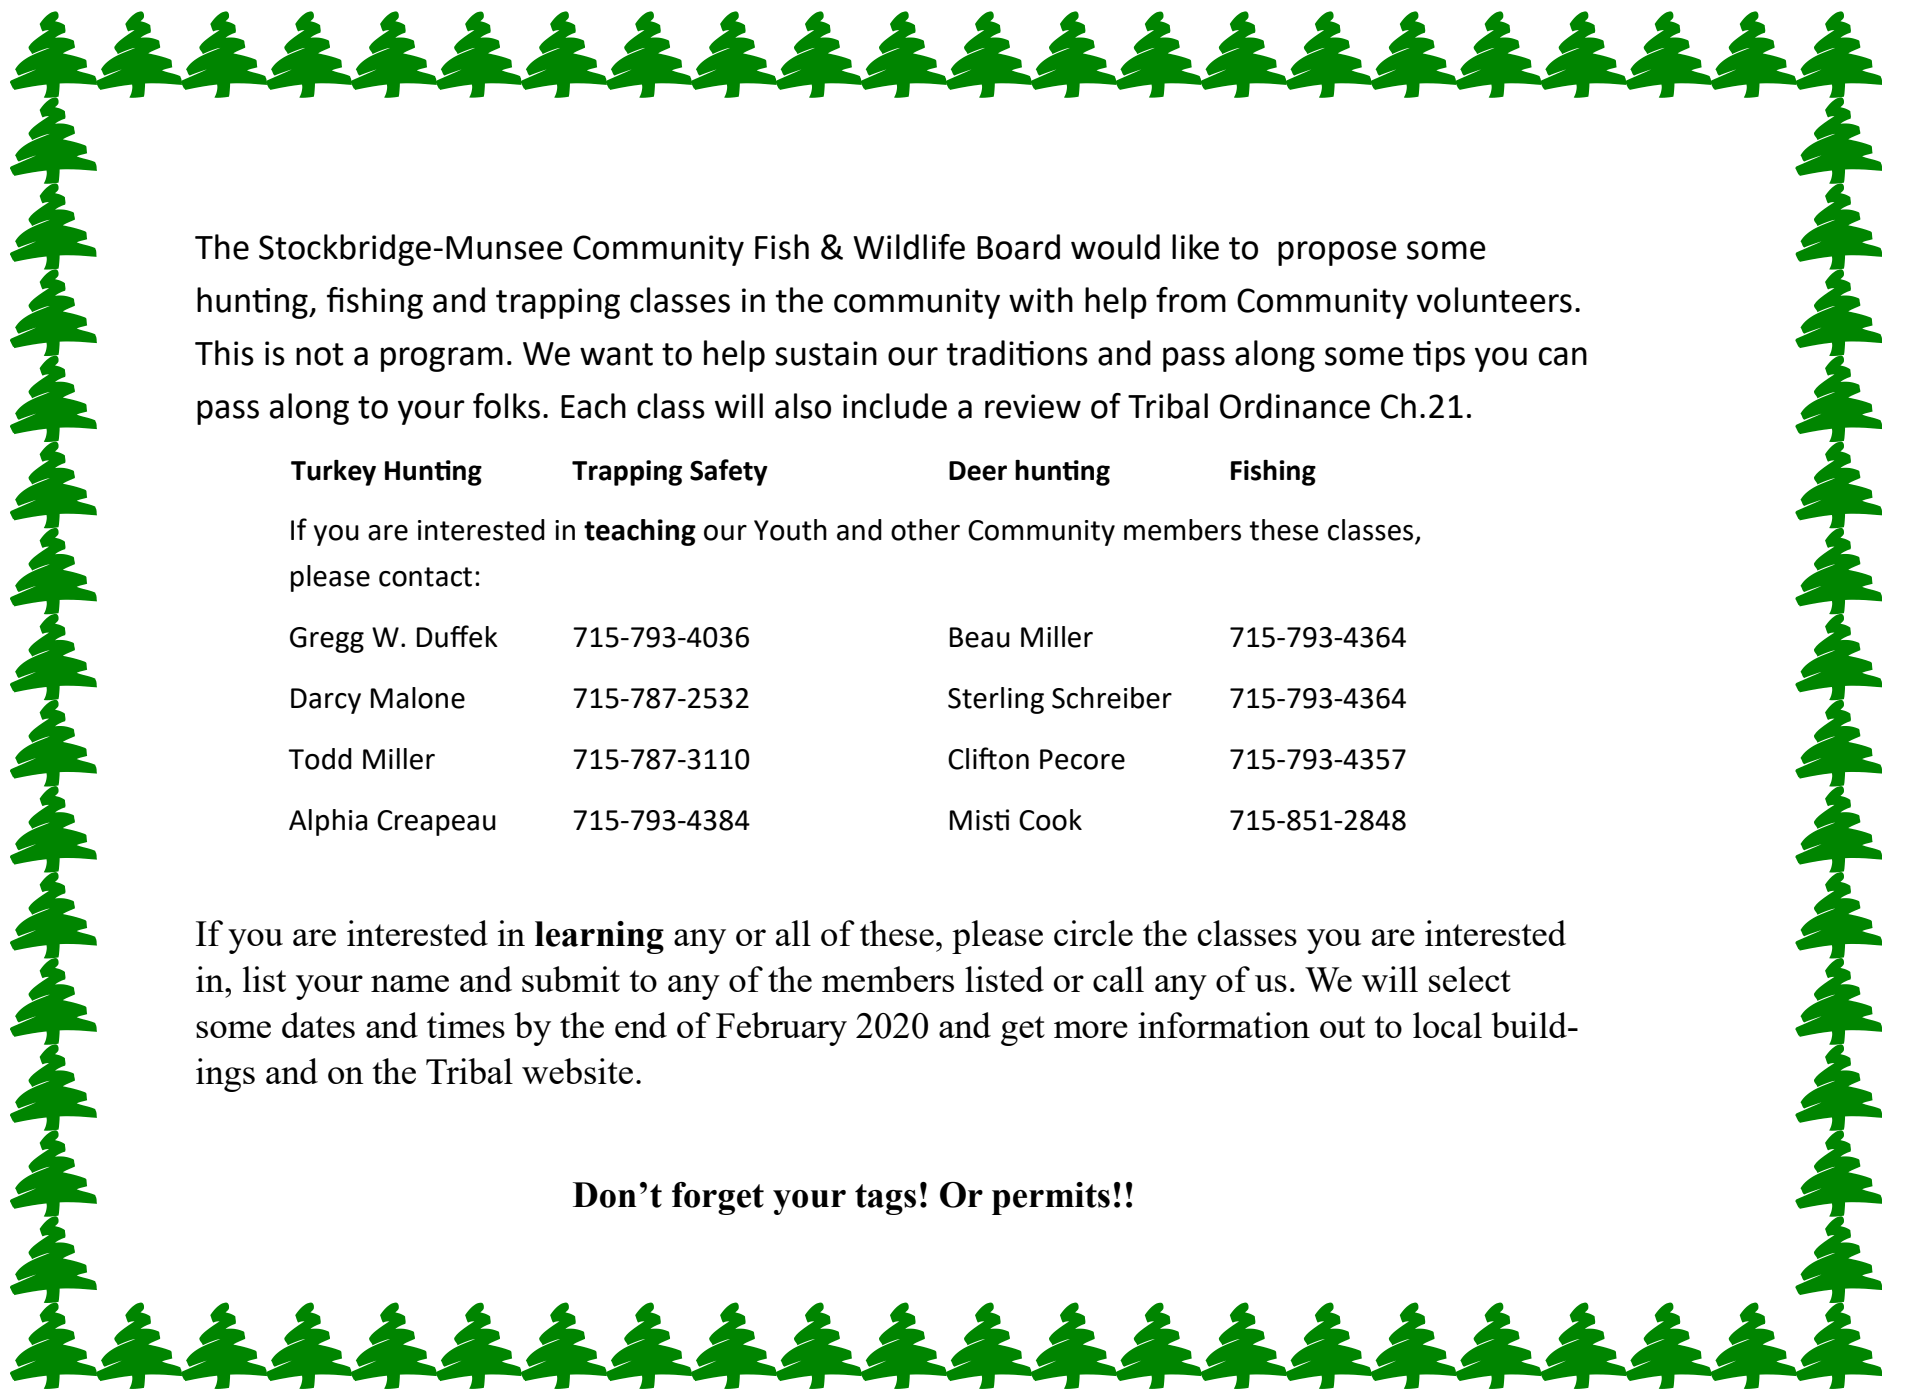 The Stockbridge-Munsee Community Fish & Wildlife Board would like to  propose some
hunting, fishing and trapping classes in the community with help from Community volunteers.
This is not a program. We want to help sustain our traditions and pass along some tips you can
pass along to your folks. Each class will also include a review of Tribal Ordinance Ch.21.
Turkey Hunting Trapping Safety Deer hunting Fishing
If you are interested in teaching our Youth and other Community members these classes,
please contact:
Gregg W. Duffek 715-793-4036 Beau Miller 715-793-4364
Darcy Malone 715-787-2532 Sterling Schreiber 715-793-4364
Todd Miller 715-787-3110 Clifton Pecore 715-793-4357
Alphia Creapeau 715-793-4384 Misti Cook 715-851-2848
If you are interested in learning any or all of these, please circle the classes you are interested
in, list your name and submit to any of the members listed or call any of us. We will select
some dates and times by the end of February 2020 and get more information out to local build-
ings and on the Tribal website.
Don’t forget your tags! Or permits!!